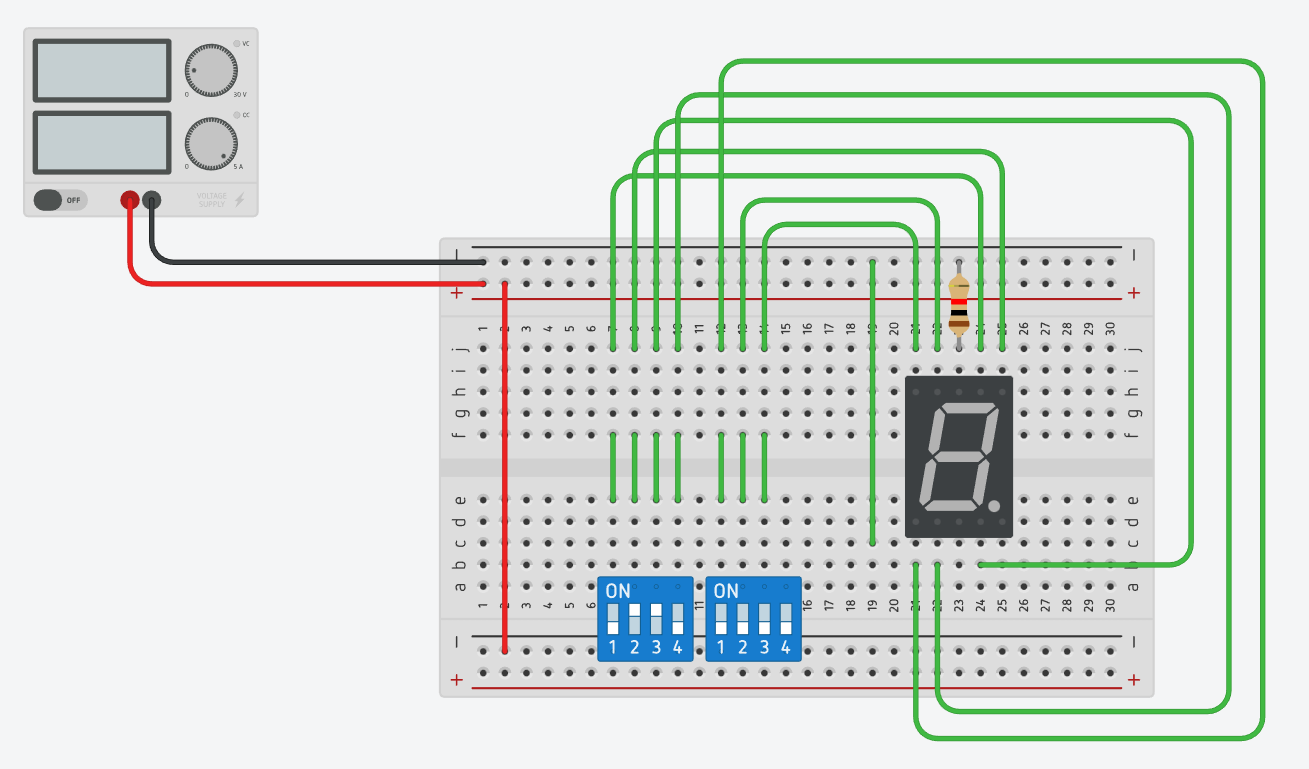 VC
0 30 V
CC
0 5 A
OFF
VOLTAGE
SUPPLY
− −
+ +
1 2 3 4 5 6 7 8 9 10 11 12 13 14 15 16 17 18 19 20 21 22 23 24 25 26 27 28 29 30
j j
i i
h h
g g
f f
e e
d d
c c
b b
a a
ON ON
1 2 3 4 5 6 11 16 17 18 19 20 21 22 23 24 25 26 27 28 29 30
1 2 3 4 1 2 3 4
− −
+ +